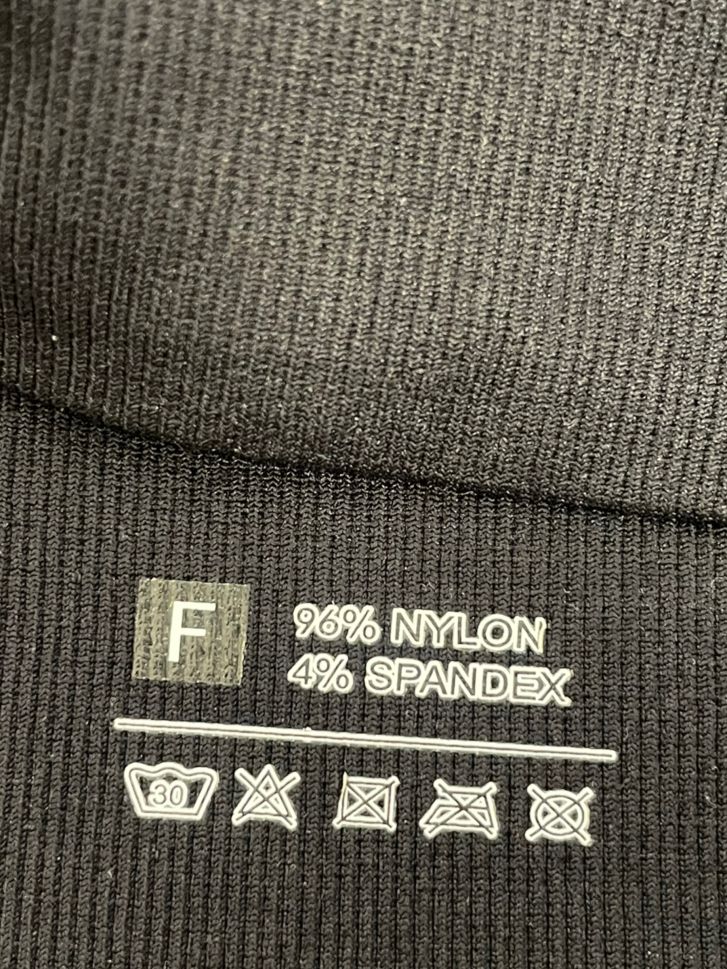 F
96% NYLON
4% SPANDEX
30